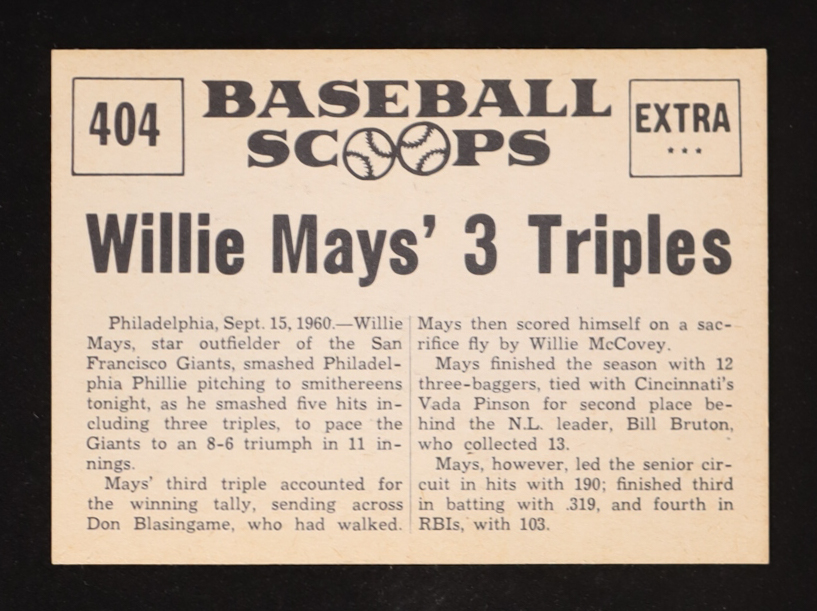 404
BASEBALL
SCOOPS
EXTRA
***
Willie Mays' 3 Triples
Philadelphia, Sept. 15, 1960.—Willie
Mays, star outfielder of the San
Francisco Giants, smashed Philadel-
phia Phillie pitching to smithereens
tonight, as he smashed five hits in-
cluding three triples, to pace the
Giants to an 8-6 triumph in 11 in-
nings.
Mays' third triple accounted for
the winning tally, sending across
Don Blasingame, who had walked.
Mays then scored himself on a sac-
rifice fly by Willie McCovey.
Mays finished the season with 12
three-baggers, tied with Cincinnati's
Vada Pinson for second place be-
hind the N.L. leader, Bill Bruton,
who collected 13.
Mays, however, led the senior cir-
cuit in hits with 190; finished third
in batting with .319, and fourth in
RBIs, with 103.